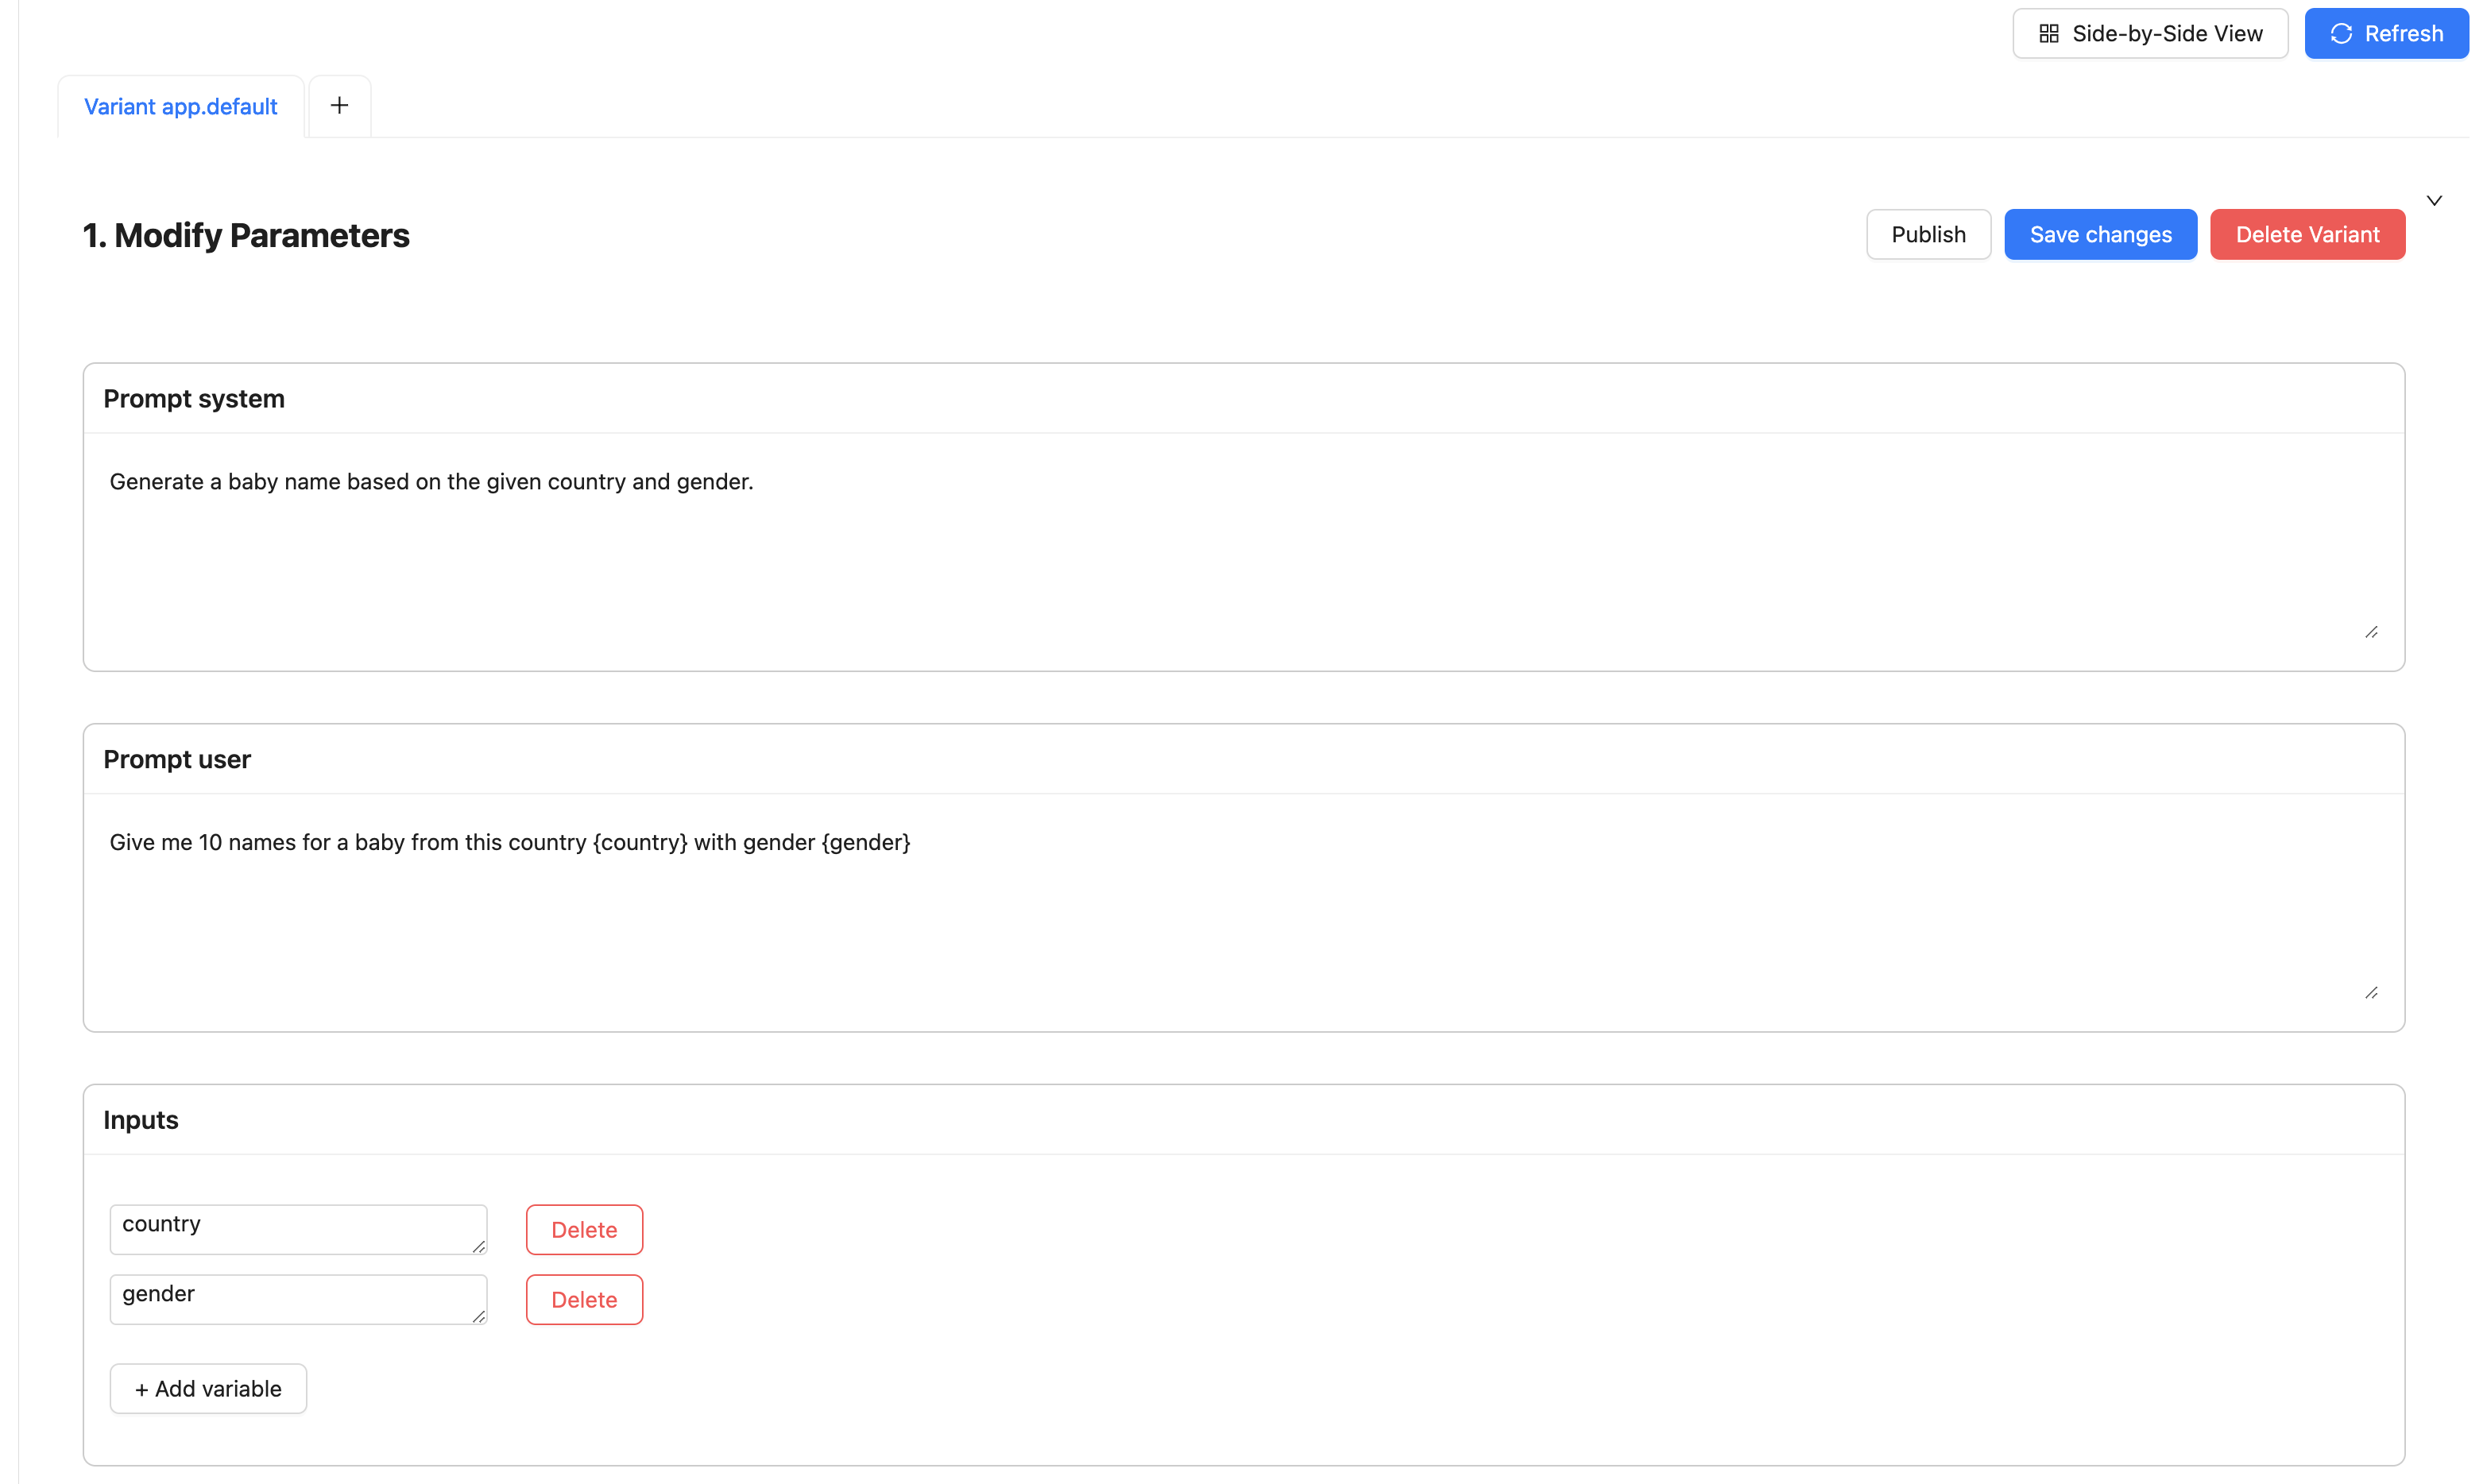 Side-by-Side View
Refresh
Variant app.default
+
1. Modify Parameters
Publish
Save changes
Delete Variant
Prompt system
Generate a baby name based on the given country and gender.
Prompt user
Give me 10 names for a baby from this country {country} with gender {gender}
Inputs
country
Delete
gender
Delete
+ Add variable